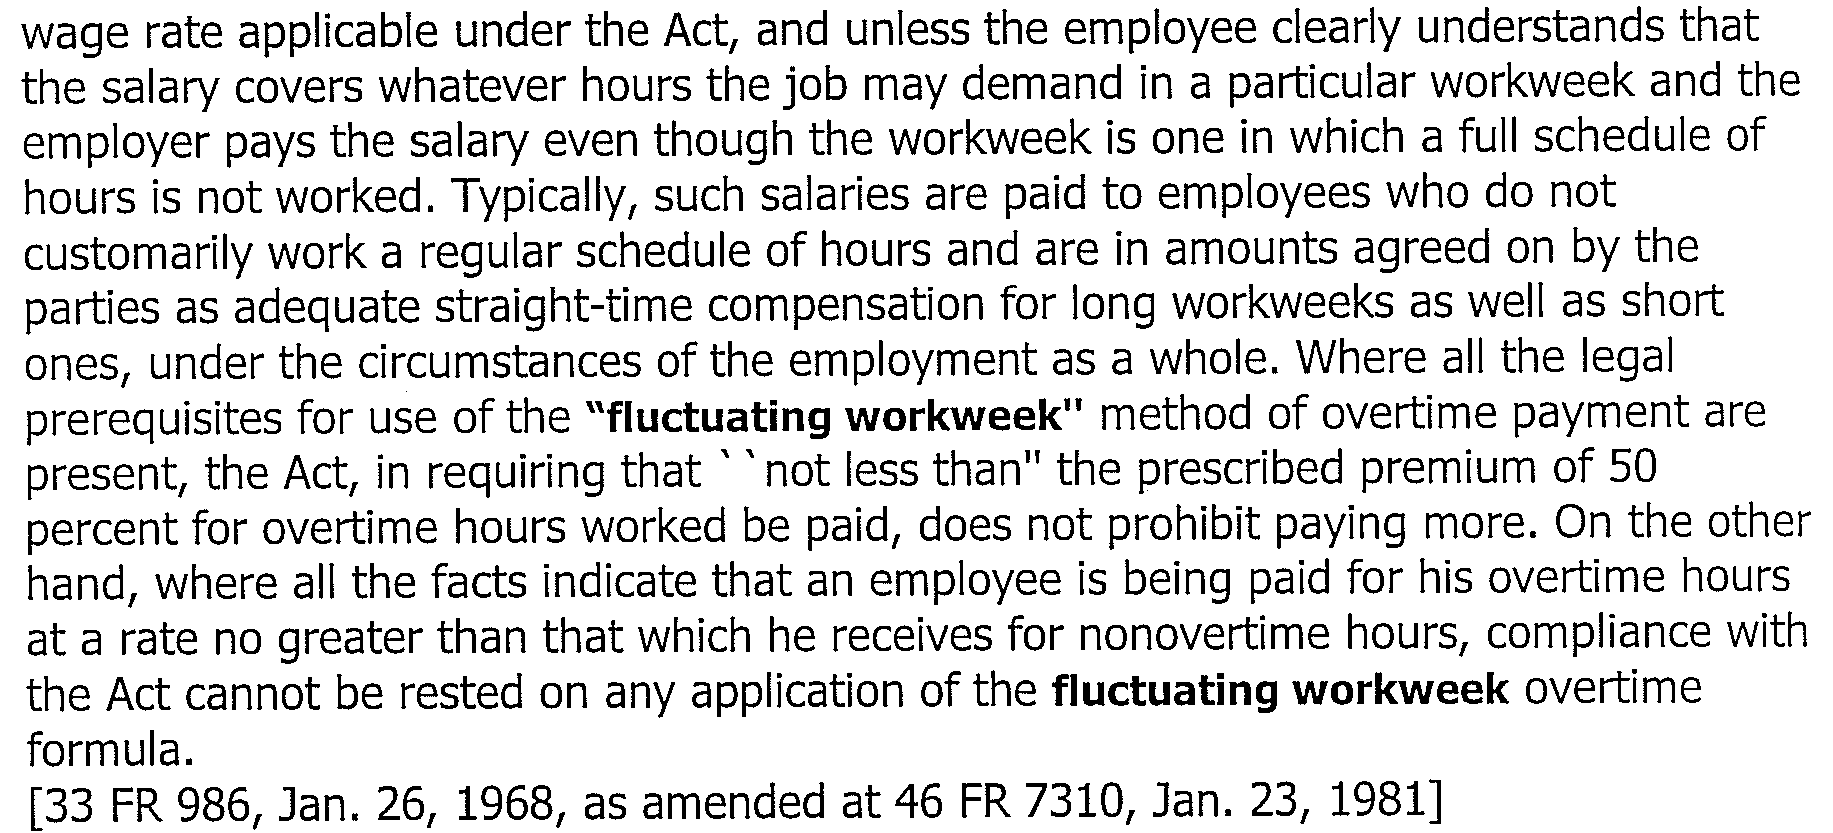 wage rate applicable under the Act, and unless the employee clearly understands that
the salary covers whatever hours the job may demand in a particular workweek and the
employer pays the salary even though the workweek is one in which a full schedule of
hours is not worked. Typically, such salaries are paid to employees who do not
customarily work a regular schedule of hours and are in amounts agreed on by the
parties as adequate straight-time compensation for long workweeks as well as short
ones, under the circumstances of the employment as a whole. Where all the legal
prerequisites for use of the "fluctuating workweek" method of overtime payment are
present, the Act, in requiring that ``not less than" the prescribed premium of 50
percent for overtime hours worked be paid, does not prohibit paying more. On the other
hand, where all the facts indicate that an employee is being paid for his overtime hours
at a rate no greater than that which he receives for nonovertime hours, compliance with
the Act cannot be rested on any application of the fluctuating workweek overtime
formula.
[33 FR 986, Jan. 26, 1968, as amended at 46 FR 7310, Jan. 23, 1981]